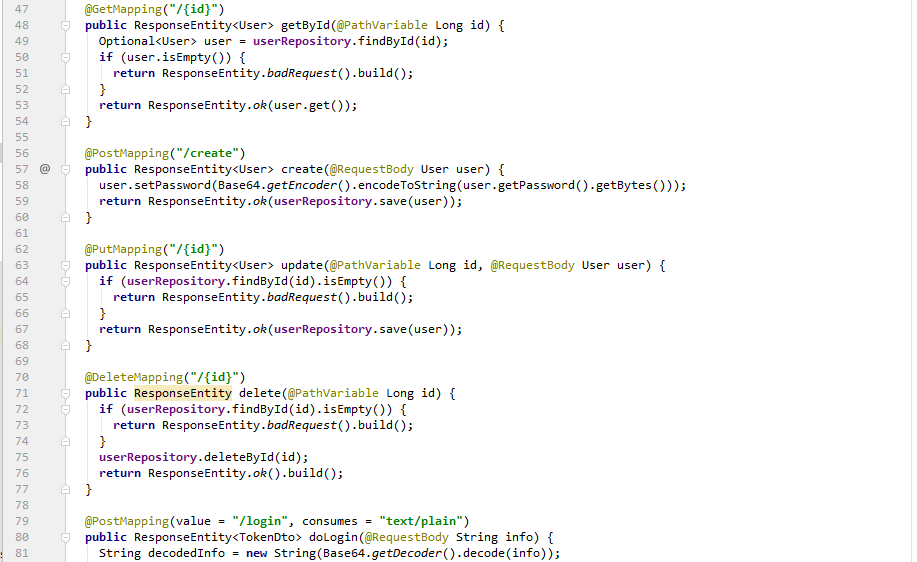 47 @GetMapping("/{id}")
48 public ResponseEntity<User> getById(@PathVariable Long id) {
49 Optional<User> user = userRepository.findById(id);
50 if (user.isEmpty()) {
51 return ResponseEntity.badRequest().build();
52 }
53 return ResponseEntity.ok(user.get());
54 }
55
56 @PostMapping("/create")
57 @ public ResponseEntity<User> create(@RequestBody User user) {
58 user.setPassword(Base64.getEncoder().encodeToString(user.getPassword().getBytes()));
59 return ResponseEntity.ok(userRepository.save(user));
60 }
61
62 @PutMapping("/{id}")
63 public ResponseEntity<User> update(@PathVariable Long id, @RequestBody User user) {
64 if (userRepository.findById(id).isEmpty()) {
65 return ResponseEntity.badRequest().build();
66 }
67 return ResponseEntity.ok(userRepository.save(user));
68 }
69
70 @DeleteMapping("/{id}")
71 public ResponseEntity delete(@PathVariable Long id) {
72 if (userRepository.findById(id).isEmpty()) {
73 return ResponseEntity.badRequest().build();
74 }
75 userRepository.deleteById(id);
76 return ResponseEntity.ok().build();
77 }
78
79 @PostMapping(value = "/login", consumes = "text/plain")
80 public ResponseEntity<TokenDto> doLogin(@RequestBody String info) {
81 String decodedInfo = new String(Base64.getDecoder().decode(info));